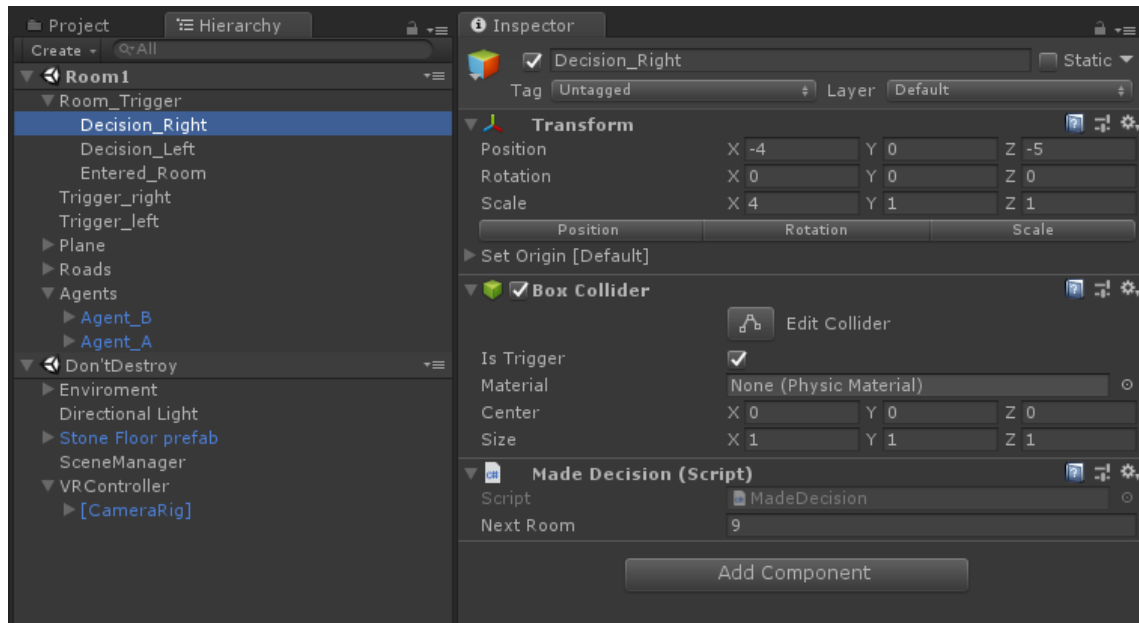 Project
Hierarchy
Create
All
Room1
Room_Trigger
Decision_Right
Decision_Left
Entered_Room
Trigger_right
Trigger_left
Plane
Roads
Agents
Agent_B
Agent_A
Don'tDestroy
Enviroment
Directional Light
Stone Floor prefab
SceneManager
VRController
[CameraRig]
Inspector
Decision_Right Static
Tag Untagged Layer Default
Transform
Position X -4 Y 0 Z -5
Rotation X 0 Y 0 Z 0
Scale X 4 Y 1 Z 1
Position Rotation Scale
Set Origin [Default]
Box Collider
Edit Collider
Is Trigger
Material None (Physic Material)
Center X 0 Y 0 Z 0
Size X 1 Y 1 Z 1
C# Made Decision (Script)
Script MadeDecision
Next Room 9
Add Component